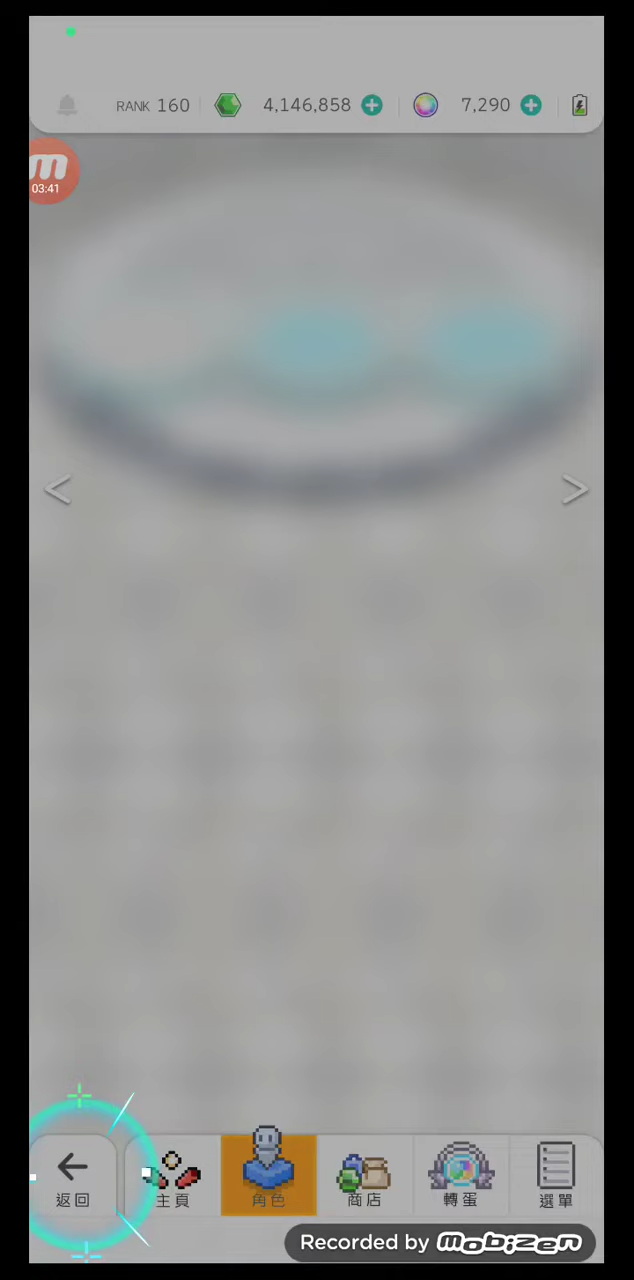 RANK 160 4,146,858 7,290
m
03:41
< >
返回 主頁 角色 商店 轉蛋 選單
Recorded by mobizen